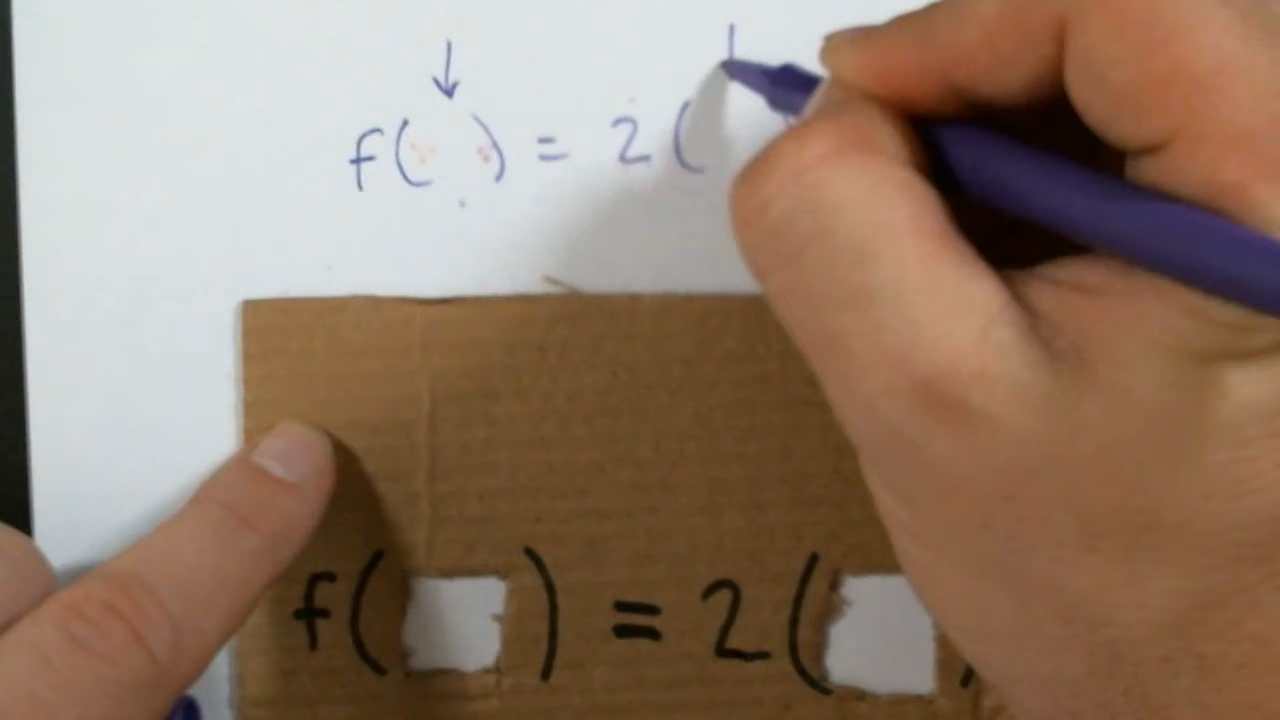 f( ) = 2(
f( ) = 2(